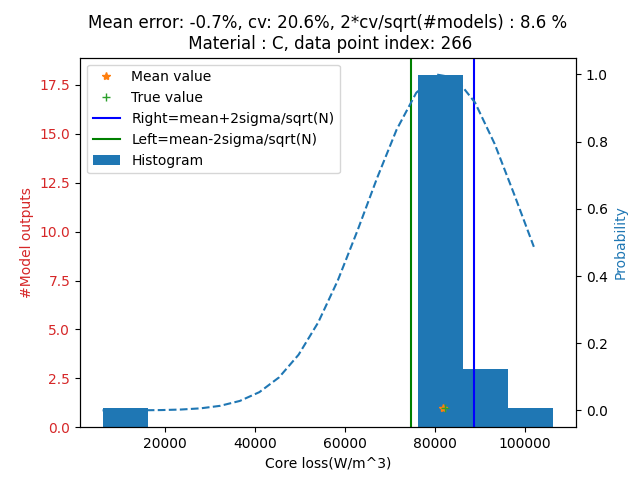 Mean error: -0.7%, cv: 20.6%, 2*cv/sqrt(#models) : 8.6 %
Material : C, data point index: 266
Mean value
True value
Right=mean+2sigma/sqrt(N)
Left=mean-2sigma/sqrt(N)
Histogram
17.5
15.0
12.5
10.0
7.5
5.0
2.5
0.0
#Model outputs
1.0
0.8
0.6
0.4
0.2
0.0
Probability
20000
40000
60000
80000
100000
Core loss(W/m^3)